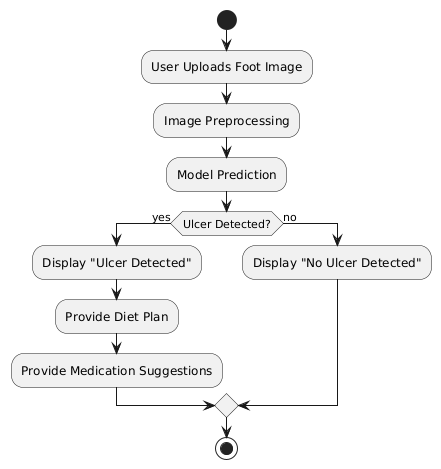 User Uploads Foot Image
Image Preprocessing
Model Prediction
Ulcer Detected?
yes
no
Display "Ulcer Detected"
Display "No Ulcer Detected"
Provide Diet Plan
Provide Medication Suggestions